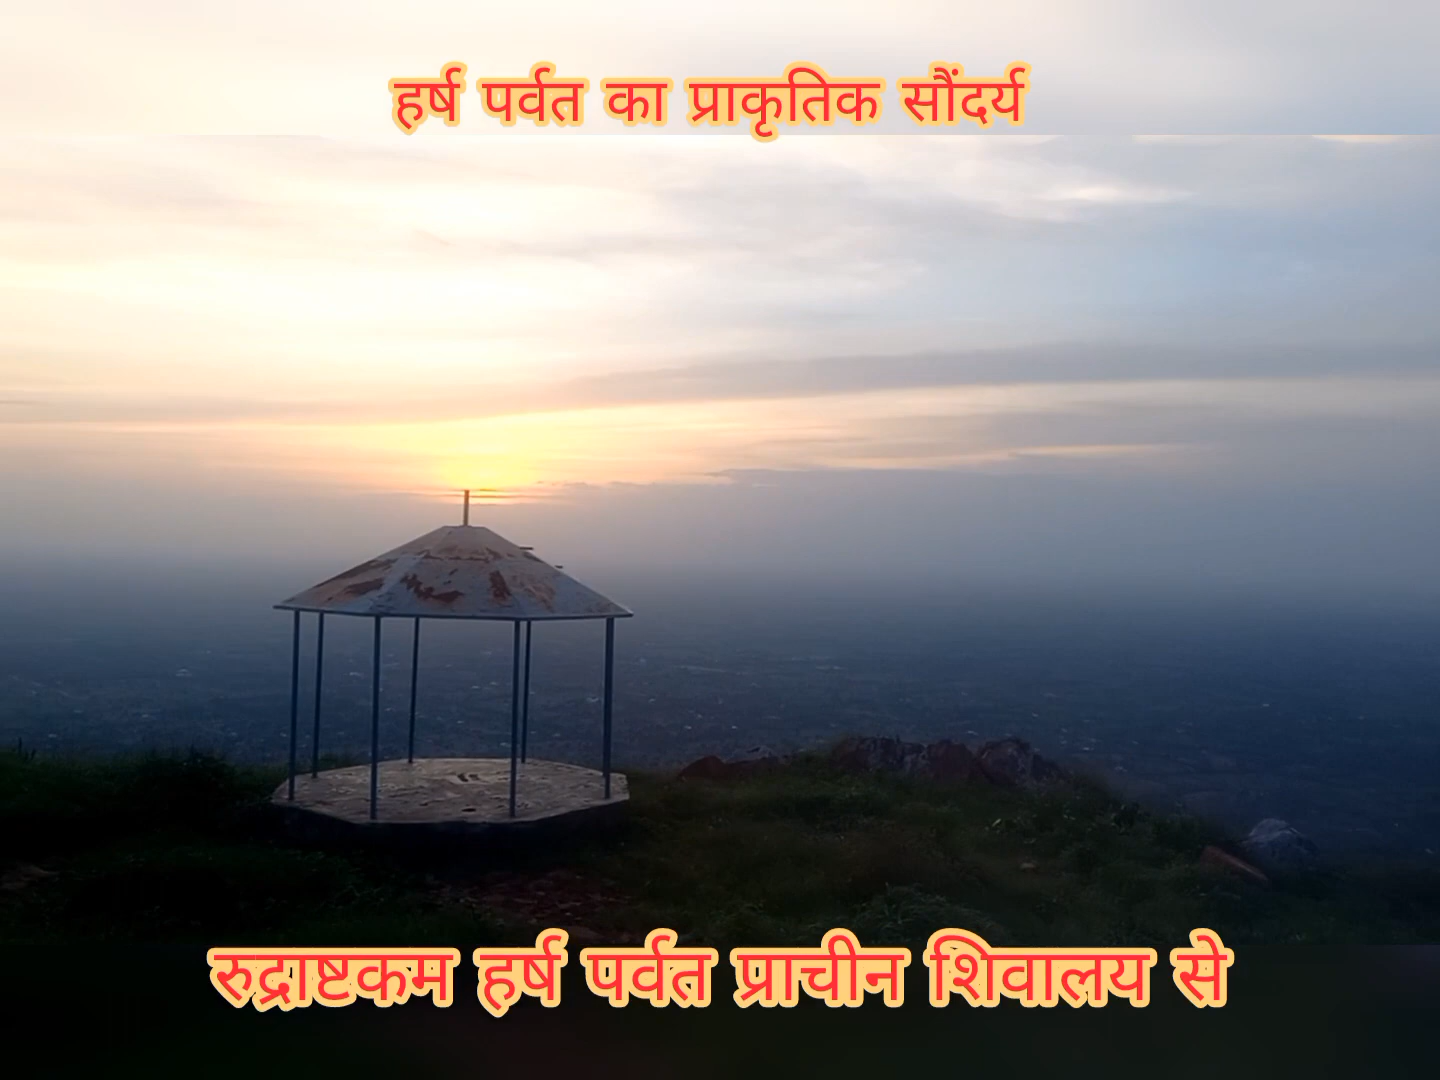 हर्ष पर्वत का प्राकृतिक सौंदर्य
रुद्राष्टकम हर्ष पर्वत प्राचीन शिवालय से